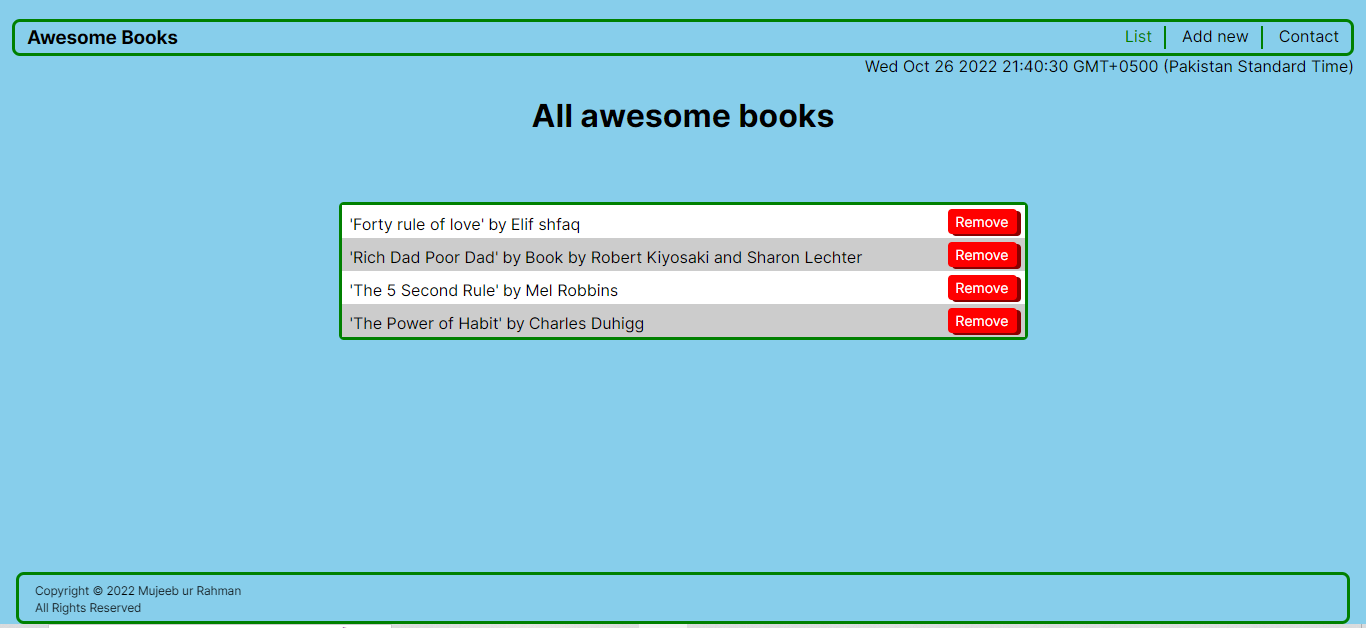 Awesome Books
List Add new Contact
Wed Oct 26 2022 21:40:30 GMT+0500 (Pakistan Standard Time)
All awesome books
'Forty rule of love' by Elif shfaq Remove
'Rich Dad Poor Dad' by Book by Robert Kiyosaki and Sharon Lechter Remove
'The 5 Second Rule' by Mel Robbins Remove
'The Power of Habit' by Charles Duhigg Remove
Copyright © 2022 Mujeeb ur Rahman
All Rights Reserved